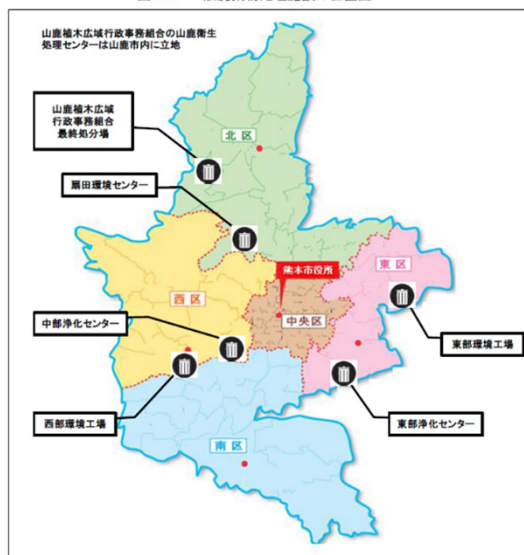 山鹿植木広域行政事務組合の山鹿衛生
処理センターは山鹿市内に立地
山鹿植木広域
行政事務組合
最終処分場
北区
扇田環境センター
熊本市役所
東区
西区
中央区
中部浄化センター
東部環境工場
西部環境工場
東部浄化センター
南区